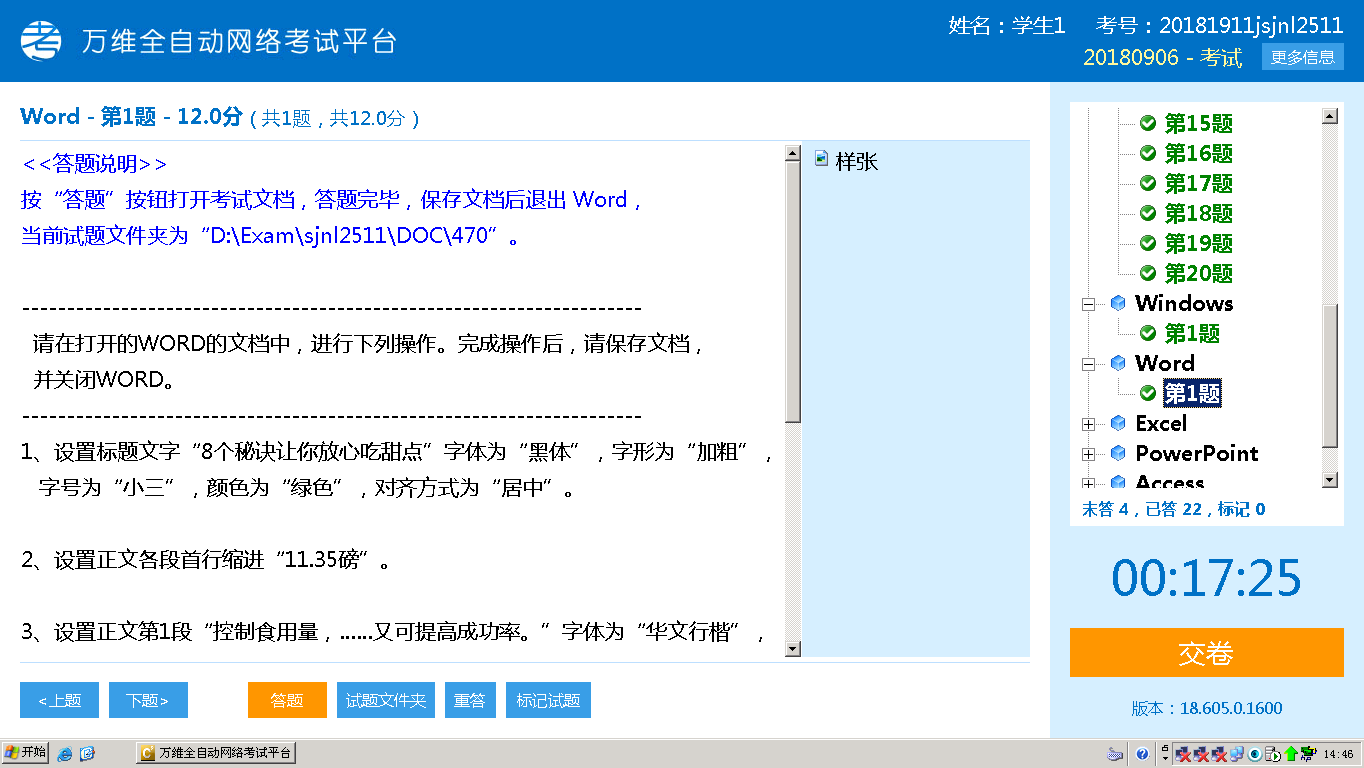 老 万维全自动网络考试平台
姓名：学生1 考号：20181911jsjnl2511
20180906 - 考试 更多信息
Word - 第1题 - 12.0分 ( 共1题，共12.0分 )
<<答题说明>>
按“答题”按钮打开考试文档，答题完毕，保存文档后退出 Word，
当前试题文件夹为“D:\Exam\sjnl2511\DOC\470”。
---------------------------------------------------------------------
请在打开的WORD的文档中，进行下列操作。完成操作后，请保存文档，
并关闭WORD。
---------------------------------------------------------------------
1、设置标题文字“8个秘诀让你放心吃甜点”字体为“黑体”，字形为“加粗”，
字号为“小三”，颜色为“绿色”，对齐方式为“居中”。
2、设置正文各段首行缩进“11.35磅”。
3、设置正文第1段“控制食用量，......又可提高成功率。”字体为“华文行楷”，
样张
第15题
第16题
第17题
第18题
第19题
第20题
Windows
第1题
Word
第1题
Excel
PowerPoint
Access
未答 4，已答 22，标记 0
00:17:25
交卷
版本：18.605.0.1600
<上题 下题> 答题 试题文件夹 重答 标记试题
开始 万维全自动网络考试平台 14:46